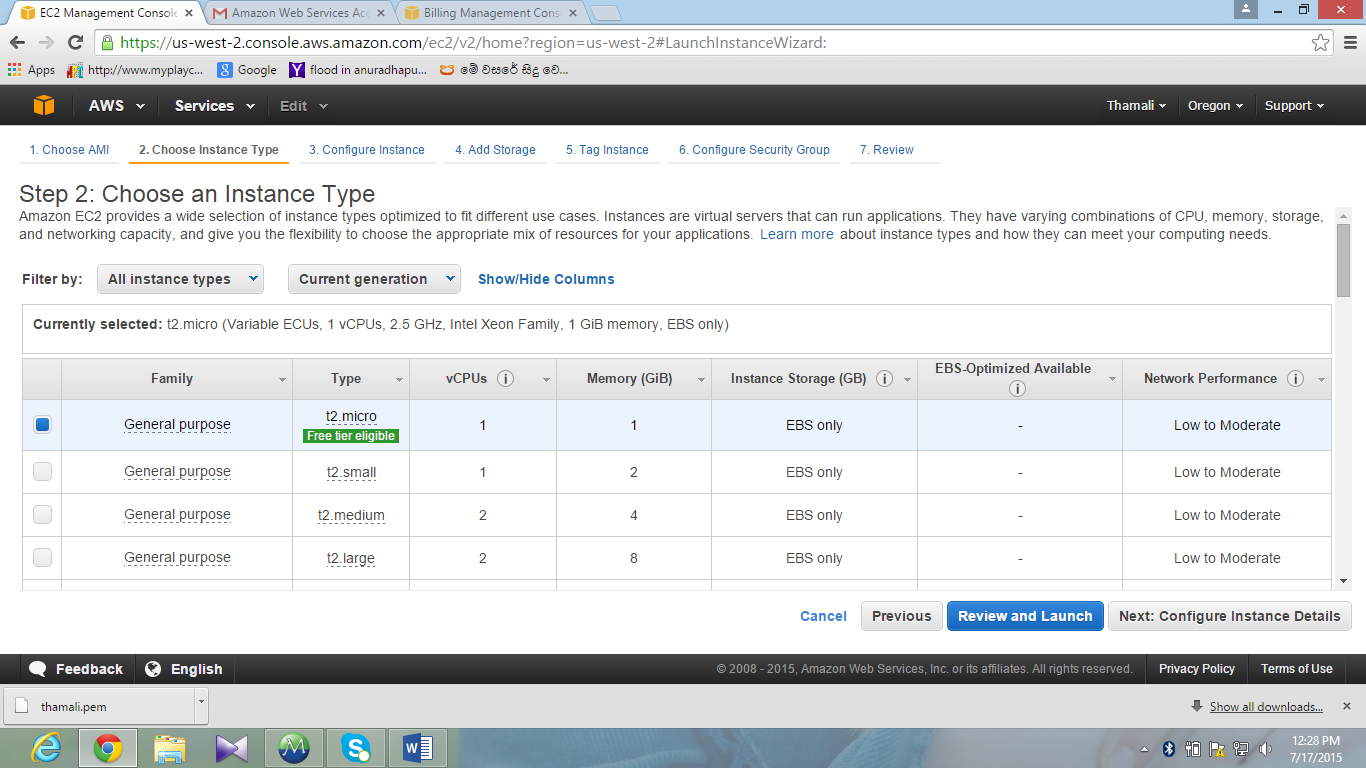 EC2 Management Console
Amazon Web Services Acc
Billing Management Cons
https://us-west-2.console.aws.amazon.com/ec2/v2/home?region=us-west-2#LaunchInstanceWizard:
Apps
http://www.myplayc...
Google
flood in anuradhapu...
මේ වසරේ සිදු වෙ...
AWS
Services
Edit
Thamali
Oregon
Support
1. Choose AMI
2. Choose Instance Type
3. Configure Instance
4. Add Storage
5. Tag Instance
6. Configure Security Group
7. Review
Step 2: Choose an Instance Type
Amazon EC2 provides a wide selection of instance types optimized to fit different use cases. Instances are virtual servers that can run applications. They have varying combinations of CPU, memory, storage,
and networking capacity, and give you the flexibility to choose the appropriate mix of resources for your applications. Learn more about instance types and how they can meet your computing needs.
Filter by: All instance types Current generation Show/Hide Columns
Currently selected: t2.micro (Variable ECUs, 1 vCPUs, 2.5 GHz, Intel Xeon Family, 1 GiB memory, EBS only)
Family Type vCPUs Memory (GiB) Instance Storage (GB) EBS-Optimized Available Network Performance
General purpose t2.micro 1 1 EBS only - Low to Moderate
Free tier eligible
General purpose t2.small 1 2 EBS only - Low to Moderate
General purpose t2.medium 2 4 EBS only - Low to Moderate
General purpose t2.large 2 8 EBS only - Low to Moderate
Cancel Previous Review and Launch Next: Configure Instance Details
Feedback English © 2008 - 2015, Amazon Web Services, Inc. or its affiliates. All rights reserved. Privacy Policy Terms of Use
thamali.pem Show all downloads...
12:28 PM
7/17/2015